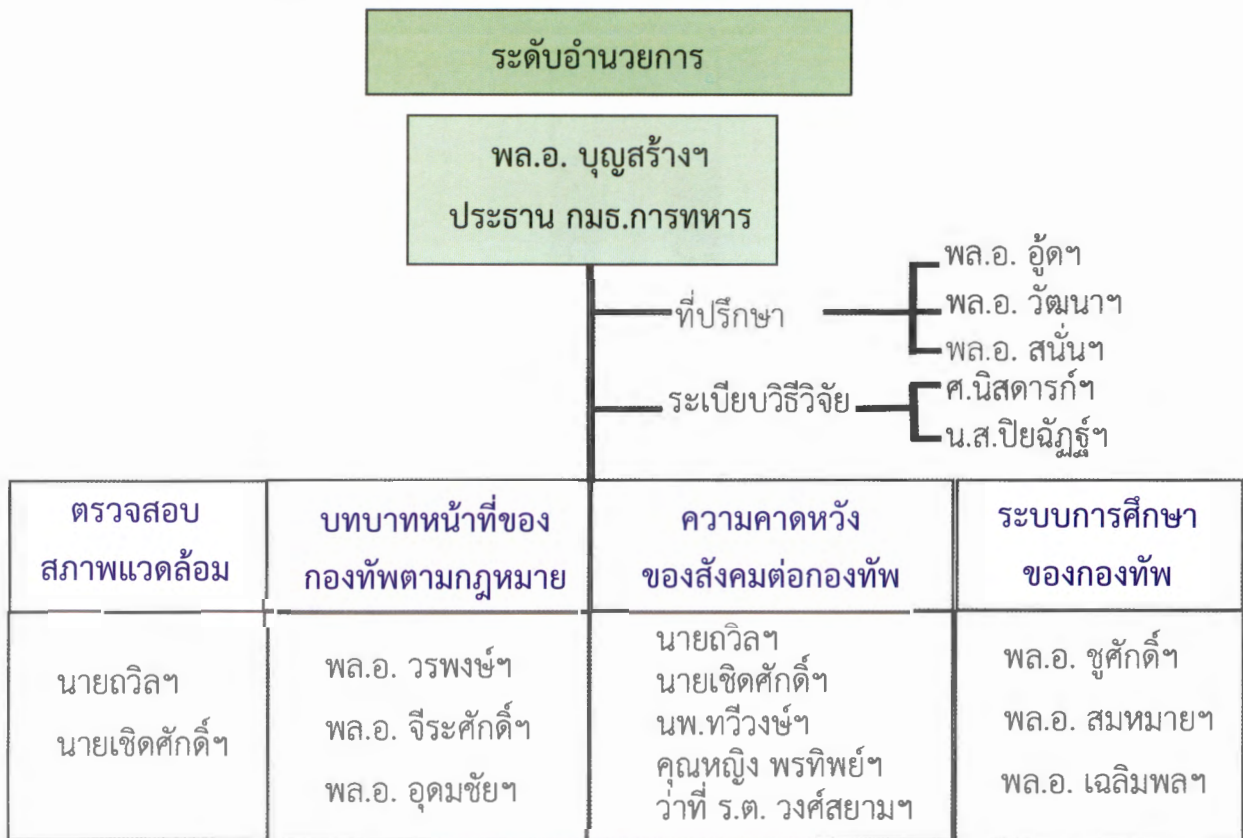 ระดับอำนวยการ
พล.อ. บุญสร้างฯ
ประธาน กมธ.การทหาร
ที่ปรึกษา
พล.อ. อู้ดฯ
พล.อ. วัฒนาฯ
พล.อ. สนั่นฯ
ระเบียบวิธีวิจัย
ศ.นิสดารก์ฯ
น.ส.ปิยฉัฏฐ์ฯ
ตรวจสอบ
สภาพแวดล้อม
นายถวิลฯ
นายเชิดศักดิ์ฯ
บทบาทหน้าที่ของ
กองทัพตามกฎหมาย
พล.อ. วรพงษ์ฯ
พล.อ. จีระศักดิ์ฯ
พล.อ. อุดมชัยฯ
ความคาดหวัง
ของสังคมต่อกองทัพ
นายถวิลฯ
นายเชิดศักดิ์ฯ
นพ.ทวีวงษ์ฯ
คุณหญิง พรทิพย์ฯ
ว่าที่ ร.ต. วงศ์สยามฯ
ระบบการศึกษา
ของกองทัพ
พล.อ. ชูศักดิ์ฯ
พล.อ. สมหมายฯ
พล.อ. เฉลิมพลฯ